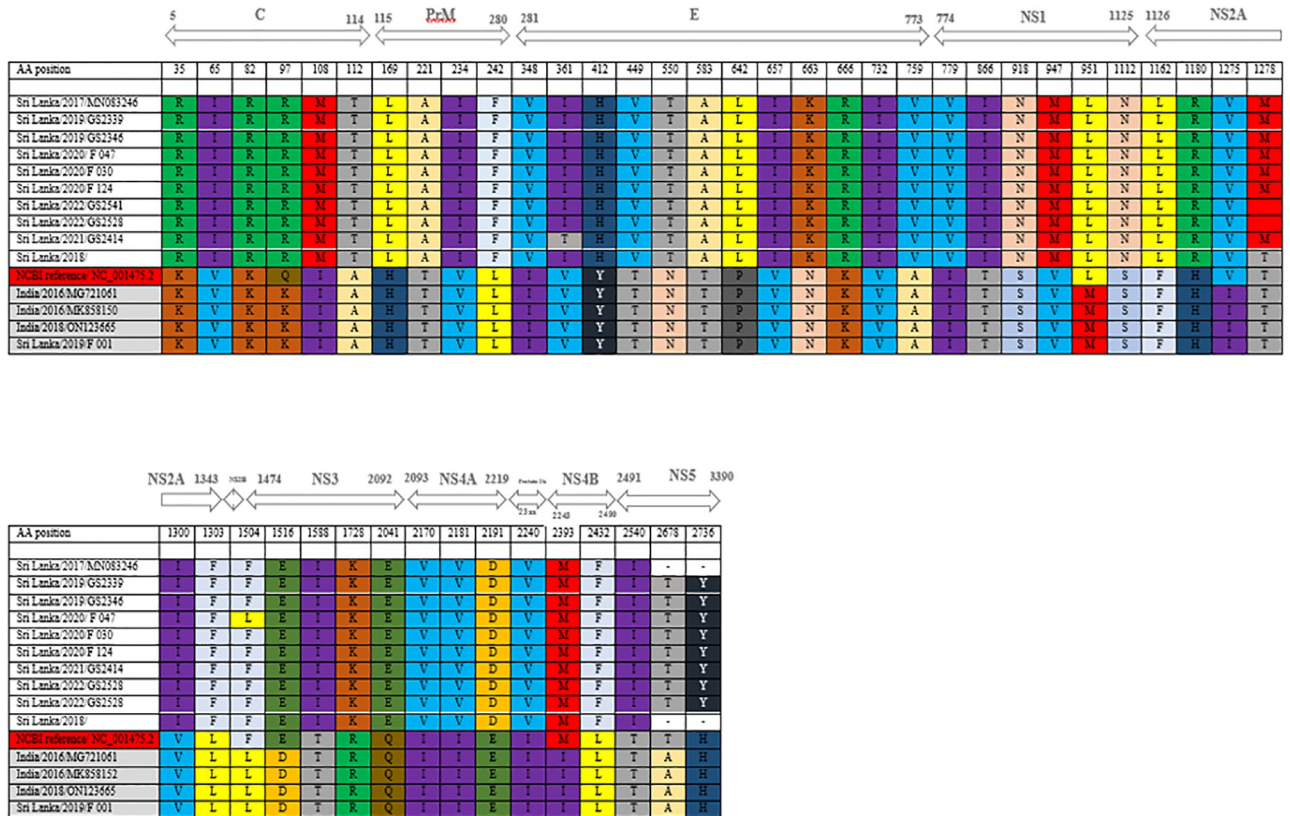 5 C 114 115 PrM 280 281 E 773 774 NS1 1125 1126 NS2A
AA position 35 65 82 97 108 112 169 221 234 242 348 361 412 449 550 583 642 657 663 666 732 759 779 866 918 947 951 1112 1162 1180 1275 1278
Sri Lanka/2017/MN083246 R I R R M T L A I F V I H V T A L I K R I V V I N M L N L R V M
Sri Lanka/2019/GS2339 R I R R M T L A I F V I H V T A L I K R I V V I N M L N L R V M
Sri Lanka/2019/GS2346 R I R R M T L A I F V I H V T A L I K R I V V I N M L N L R V M
Sri Lanka/2020/ F 047 R I R R M T L A I F V I H V T A L I K R I V V I N M L N L R V M
Sri Lanka/2020/F 030 R I R R M T L A I F V I H V T A L I K R I V V I N M L N L R V M
Sri Lanka/2020/F 124 R I R R M T L A I F V I H V T A L I K R I V V I N M L N L R V M
Sri Lanka/2022/GS2541 R I R R M T L A I F V I H V T A L I K R I V V I N M L N L R V
Sri Lanka/2022/GS2528 R I R R M T L A I F V I H V T A L I K R I V V I N M L N L R V
Sri Lanka/2021/GS2414 R I R R M T L A I F V T H V T A L I K R I V V I N M L N L R V M
Sri Lanka/2018/ R I R R M T L A I F V I H V T A L I K R I V V I N M L N L R V T
NCBI reference/ NC_001475.2 K V K Q I A H T V L I V Y T N T P V N K V A I T S V L S F H V T
India/2016/MG721061 K V K K I A H T V L I V Y T N T P V N K V A I T S V M S F H I T
India/2016/MK858150 K V K K I A H T V L I V Y T N T P V N K V A I T S V M S F H I T
India/2018/ON123665 K V K K I A H T V L I V Y T N T P V N K V A I T S V M S F H I T
Sri Lanka/2019/F 001 K V K K I A H T V L I V Y T N T P V N K V A I T S V M S F H I T
NS2A 1343 NS2B 1474 NS3 2092 2093 NS4A 2219 NS4B 2491 NS5 3390
23 aa 2243 2490
AA position 1300 1303 1504 1516 1588 1728 2041 2170 2181 2191 2240 2393 2432 2540 2678 2736
Sri Lanka/2017/MN083246 I F F E I K E V V D V M F I - -
Sri Lanka/2019/GS2339 I F F E I K E V V D V M F I T Y
Sri Lanka/2019/GS2346 I F F E I K E V V D V M F I T Y
Sri Lanka/2020/ F 047 I F L E I K E V V D V M F I T Y
Sri Lanka/2020/F 030 I F F E I K E V V D V M F I T Y
Sri Lanka/2020/F 124 I F F E I K E V V D V M F I T Y
Sri Lanka/2021/GS2414 I F F E I K E V V D V M F I T Y
Sri Lanka/2022/GS2528 I F F E I K E V V D V M F I T Y
Sri Lanka/2022/GS2528 I F F E I K E V V D V M F I T Y
Sri Lanka/2018/ I F F E I K E V V D V M F I - -
NCBI reference/ NC_001475.2 V L F E T R Q I I E I M L T T H
India/2016/MG721061 V L L D T R Q I I E I I L T A H
India/2016/MK858152 V L L D T R Q I I E I I L T A H
India/2018/ON123665 V L L D T R Q I I E I I L T A H
Sri Lanka/2019/F 001 V L L D T R Q I I E I I L T A H